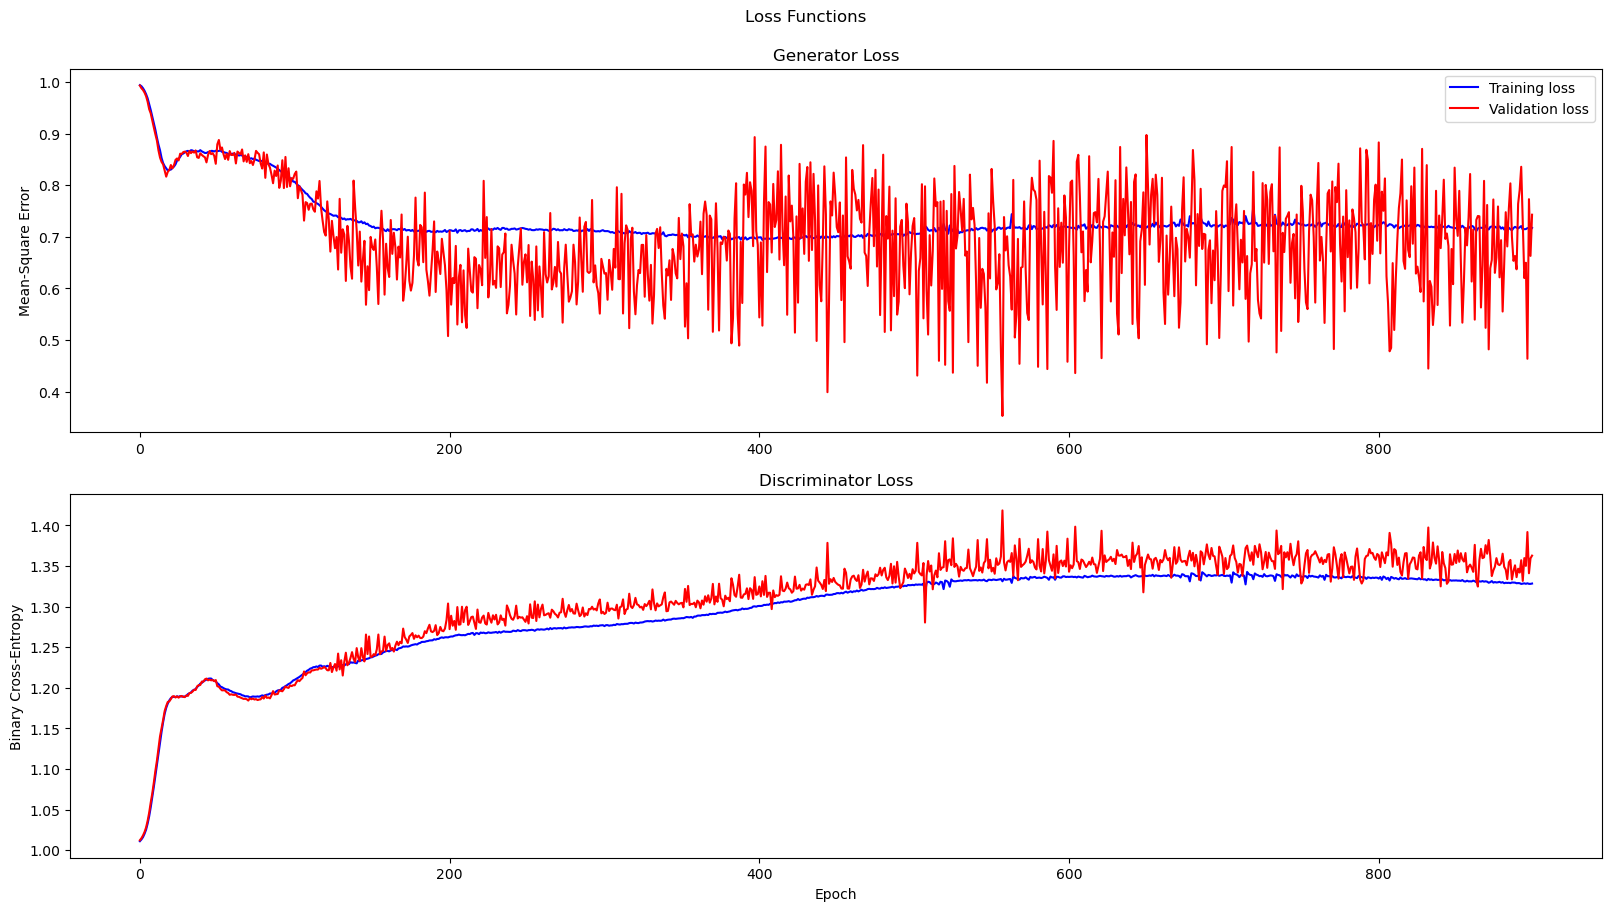 Loss Functions
Generator Loss
Mean-Square Error
1.0
0.9
0.8
0.7
0.6
0.5
0.4
Training loss
Validation loss
0 200 400 600 800
Discriminator Loss
Binary Cross-Entropy
1.40
1.35
1.30
1.25
1.20
1.15
1.10
1.05
1.00
0 200 400 600 800
Epoch